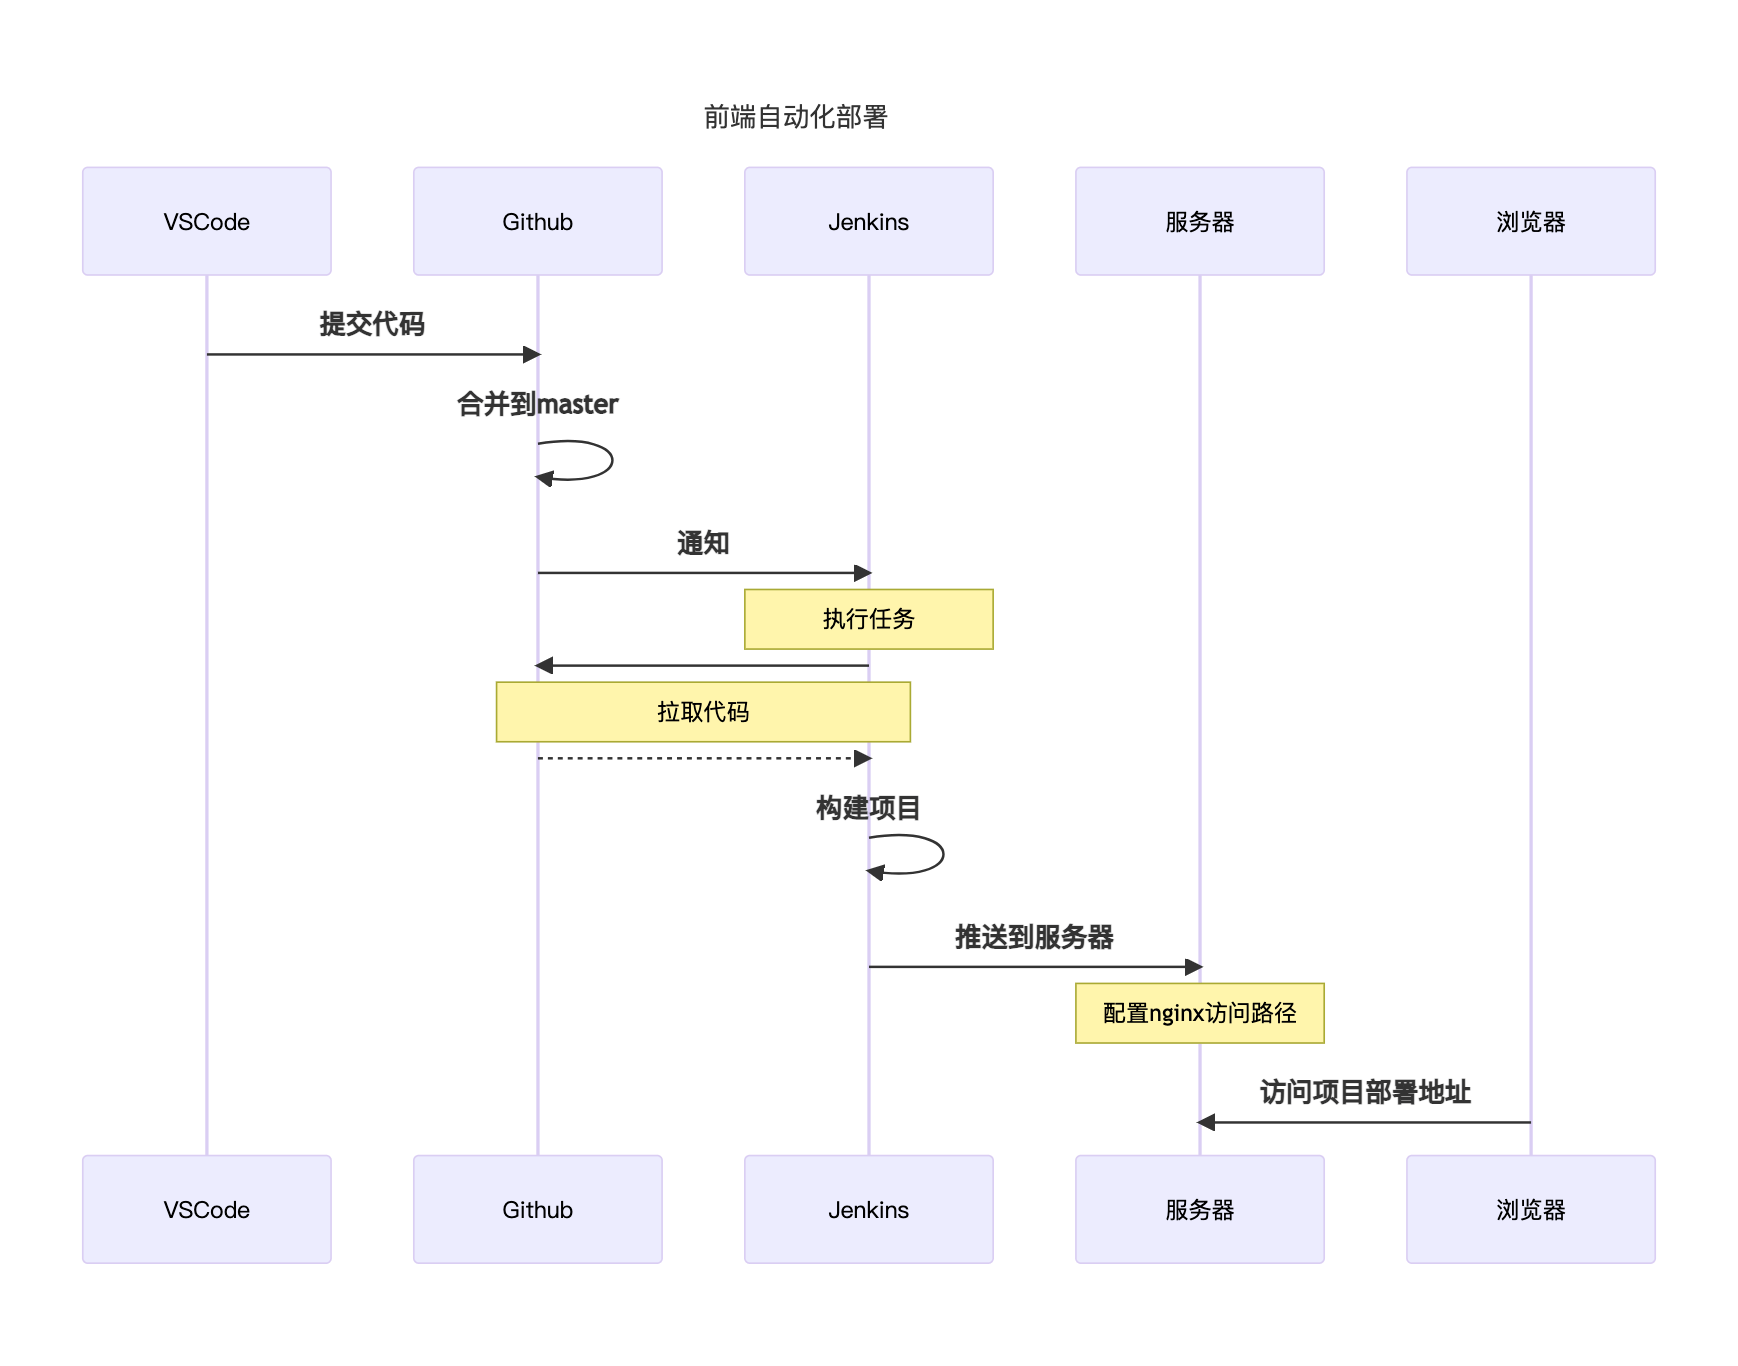 前端自动化部署
VSCode
Github
Jenkins
服务器
浏览器
提交代码
合并到master
通知
执行任务
拉取代码
构建项目
推送到服务器
配置nginx访问路径
访问项目部署地址
VSCode
Github
Jenkins
服务器
浏览器